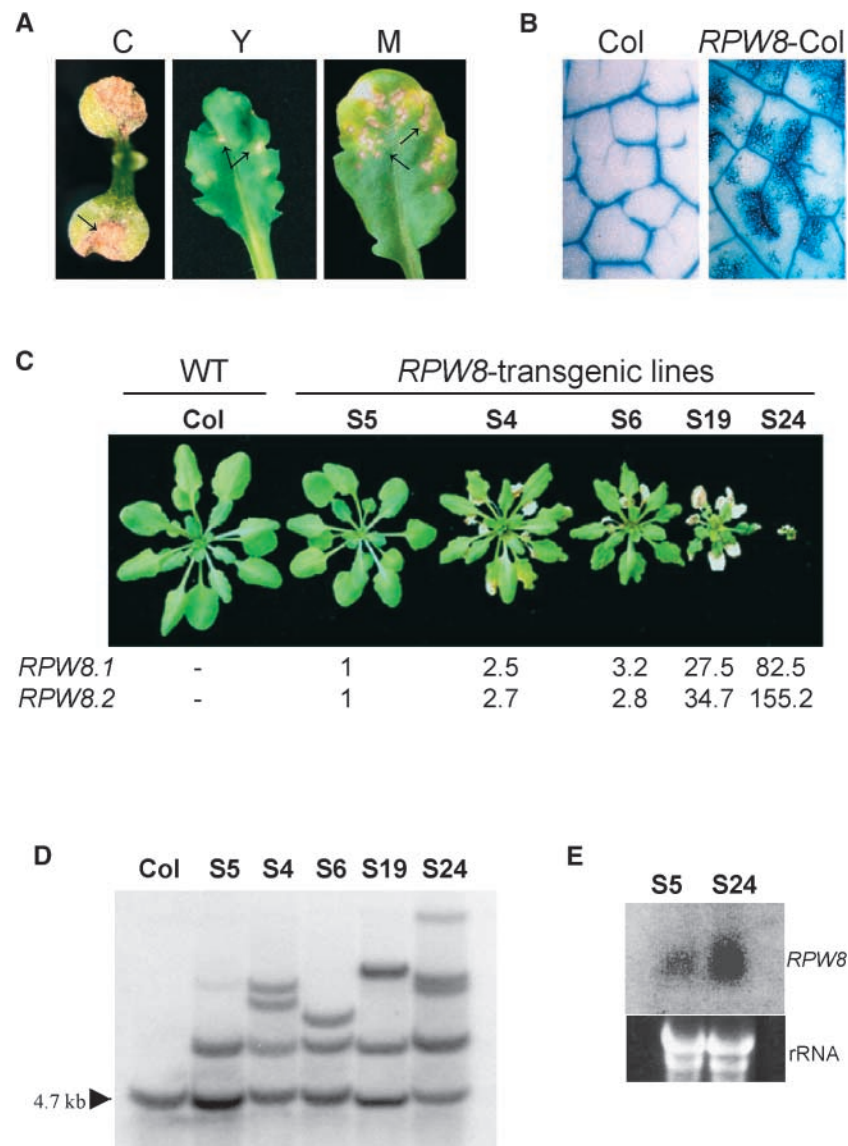 A
C Y M
B
Col RPW8-Col
C
WT RPW8-transgenic lines
Col S5 S4 S6 S19 S24
RPW8.1 - 1 2.5 3.2 27.5 82.5
RPW8.2 - 1 2.7 2.8 34.7 155.2
D
Col S5 S4 S6 S19 S24
4.7 kb
E
S5 S24
RPW8
rRNA